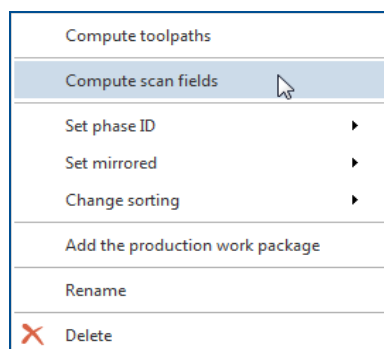 Compute toolpaths
Compute scan fields
Set phase ID
Set mirrored
Change sorting
Add the production work package
Rename
Delete